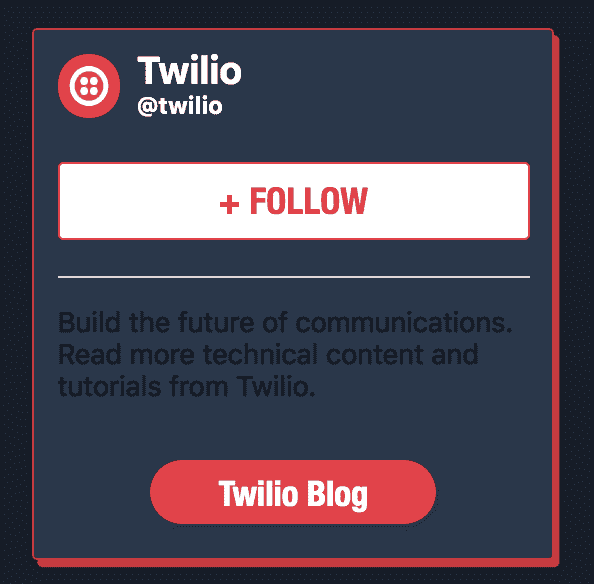 Twilio
@twilio
+ FOLLOW
Build the future of communications.
Read more technical content and
tutorials from Twilio.
Twilio Blog